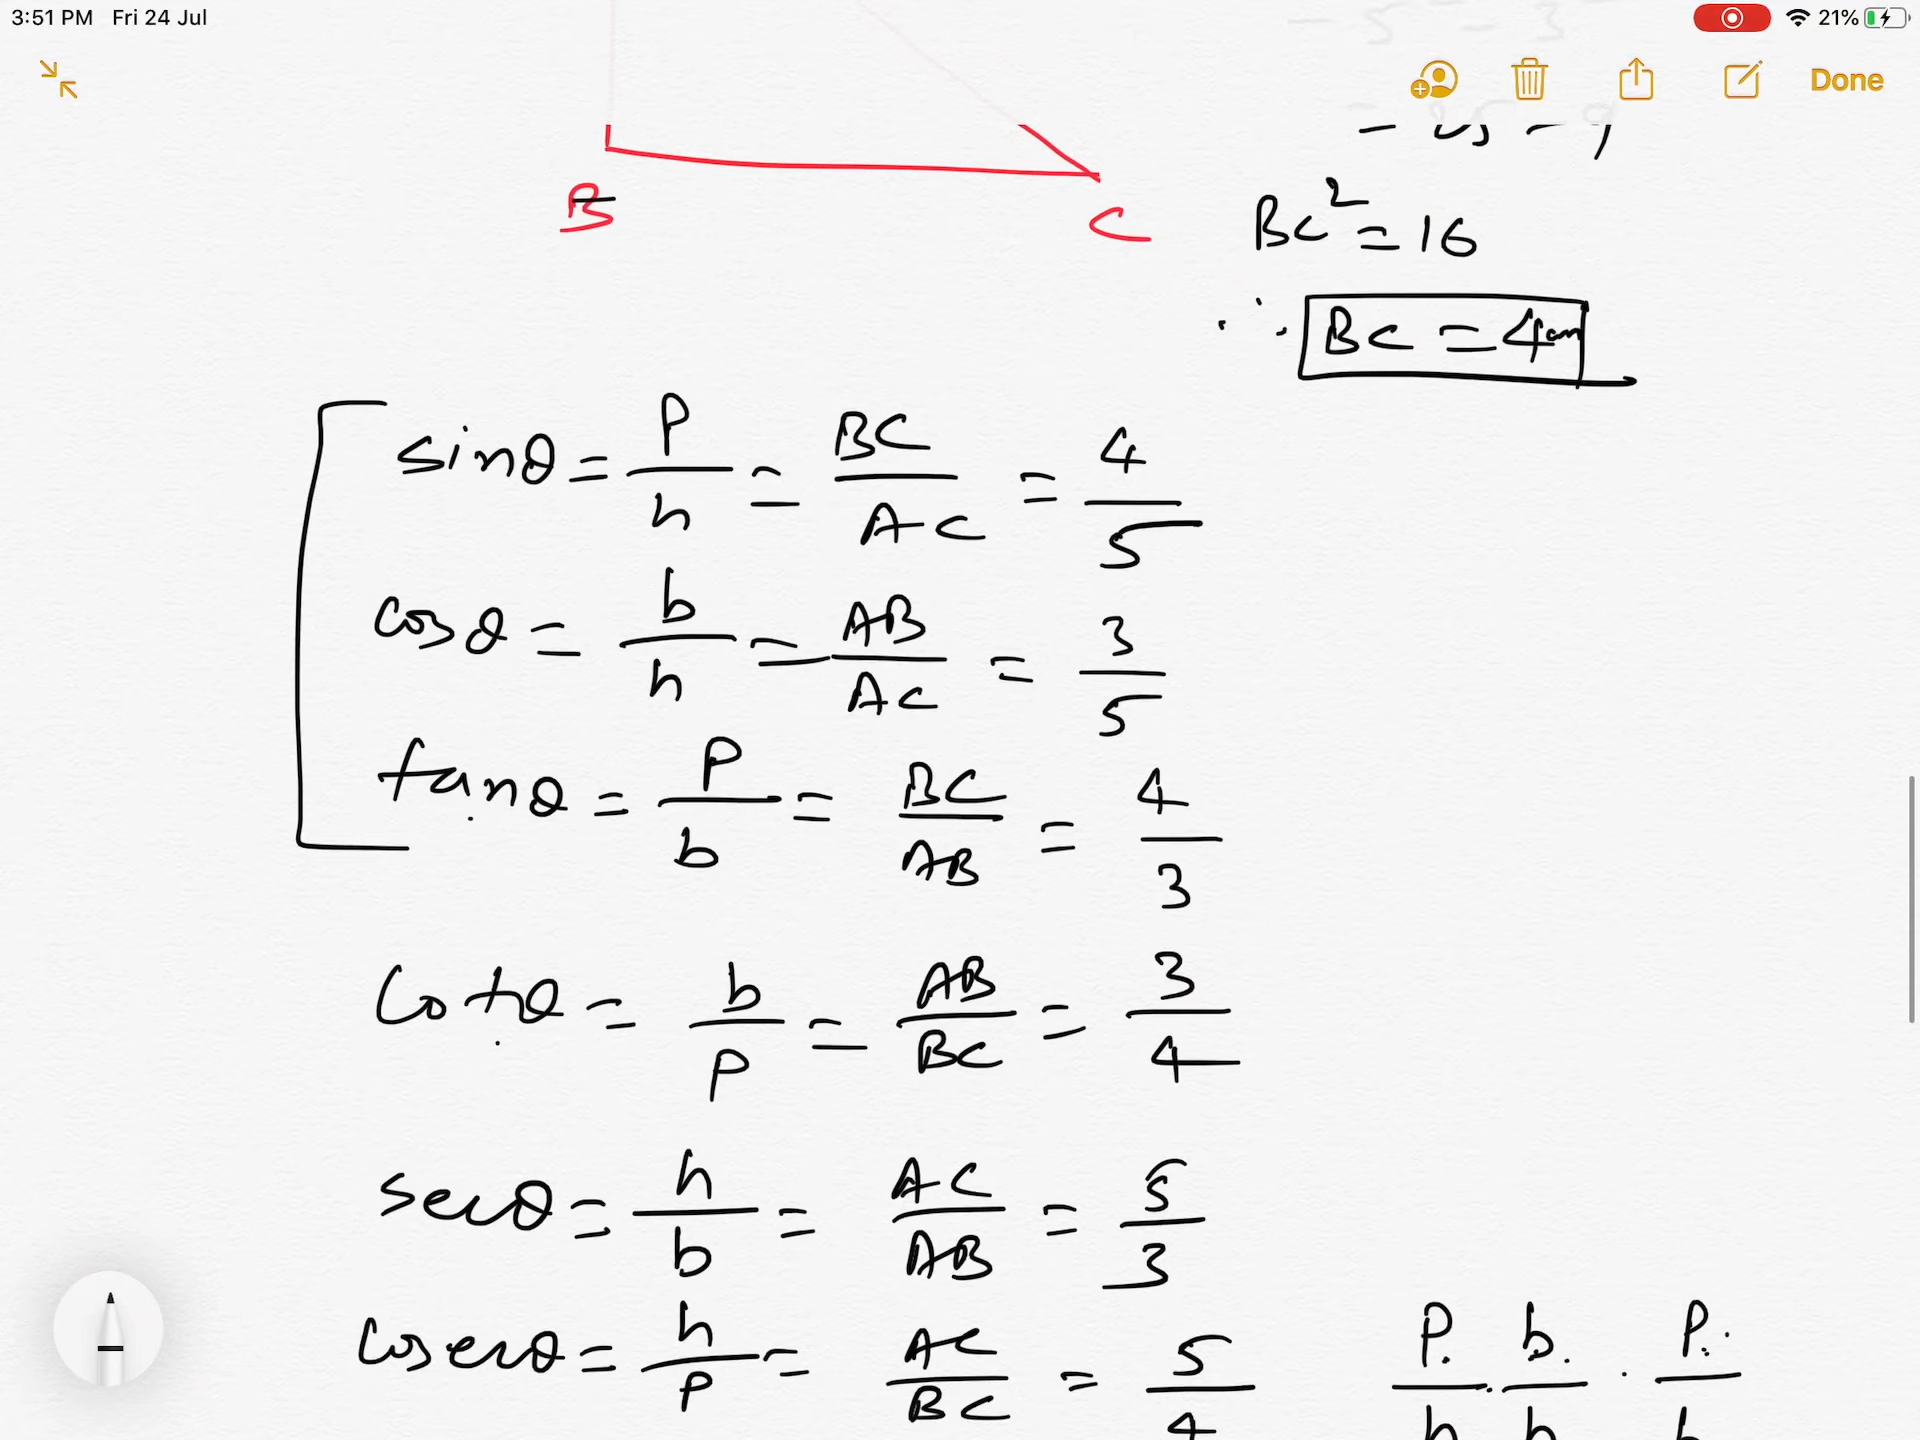 3:51 PM Fri 24 Jul 21%
Done
B C
BC² = 16
∴ BC = 4cm
sinθ = P/h = BC/AC = 4/5
cosθ = b/h = AB/AC = 3/5
tanθ = P/b = BC/AB = 4/3
Cotθ = b/P = AB/BC = 3/4
secθ = h/b = AC/AB = 5/3
Cosecθ = h/P = AC/BC = 5/4
P. b. P.